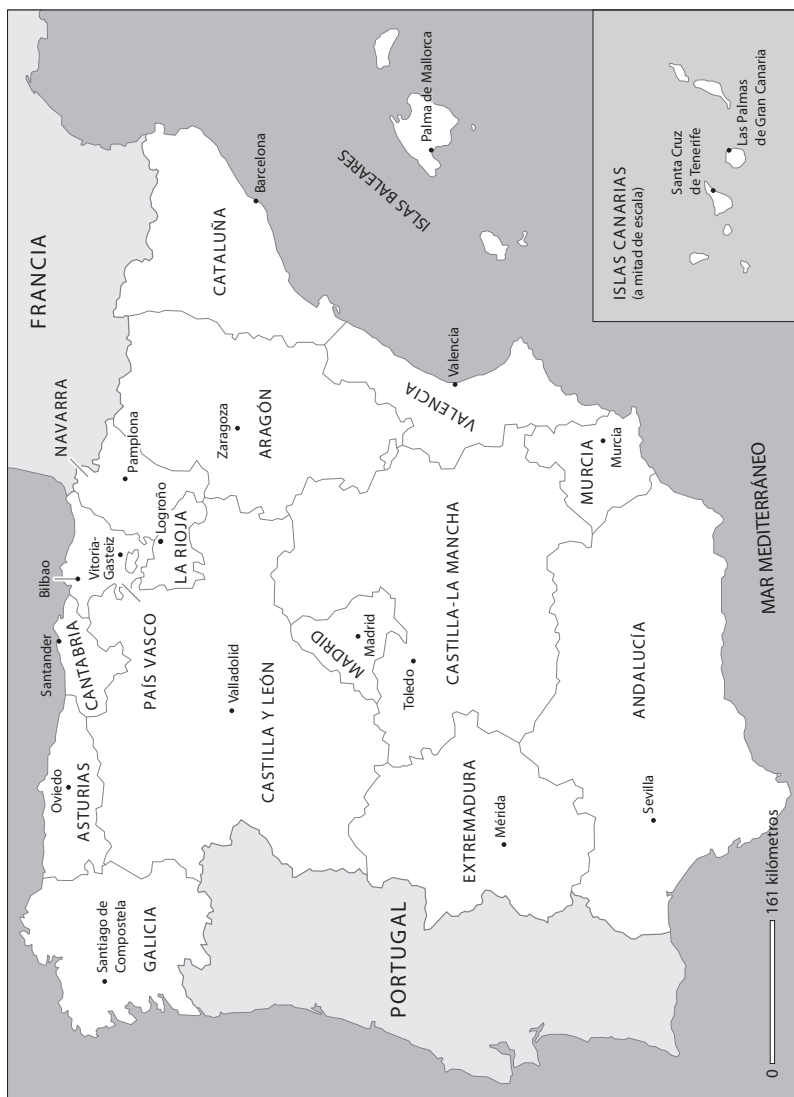 FRANCIA
NAVARRA
Bilbao
Santander
CANTABRIA
Oviedo
ASTURIAS
Santiago de
Compostela
GALICIA
PAÍS VASCO
Vitoria-
Gasteiz
Pamplona
Logroño
LA RIOJA
Zaragoza
ARAGÓN
CATALUÑA
Barcelona
Valladolid
CASTILLA Y LEÓN
MADRID
Madrid
Toledo
CASTILLA-LA MANCHA
VALENCIA
Valencia
ISLAS BALEARES
Palma de Mallorca
PORTUGAL
EXTREMADURA
Mérida
ANDALUCÍA
Sevilla
MURCIA
Murcia
MAR MEDITERRÁNEO
0
161 kilómetros
ISLAS CANARIAS
(a mitad de escala)
Santa Cruz
de Tenerife
Las Palmas
de Gran Canaria